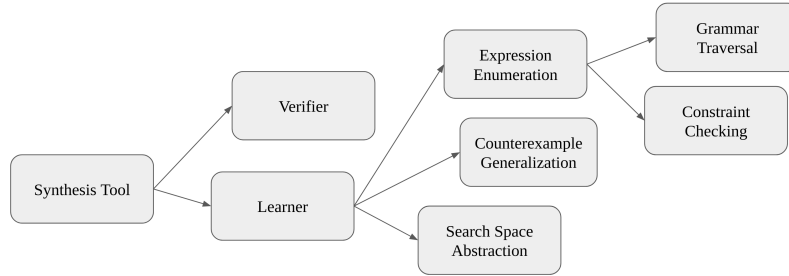 Synthesis Tool
Verifier
Learner
Expression
Enumeration
Counterexample
Generalization
Search Space
Abstraction
Grammar
Traversal
Constraint
Checking